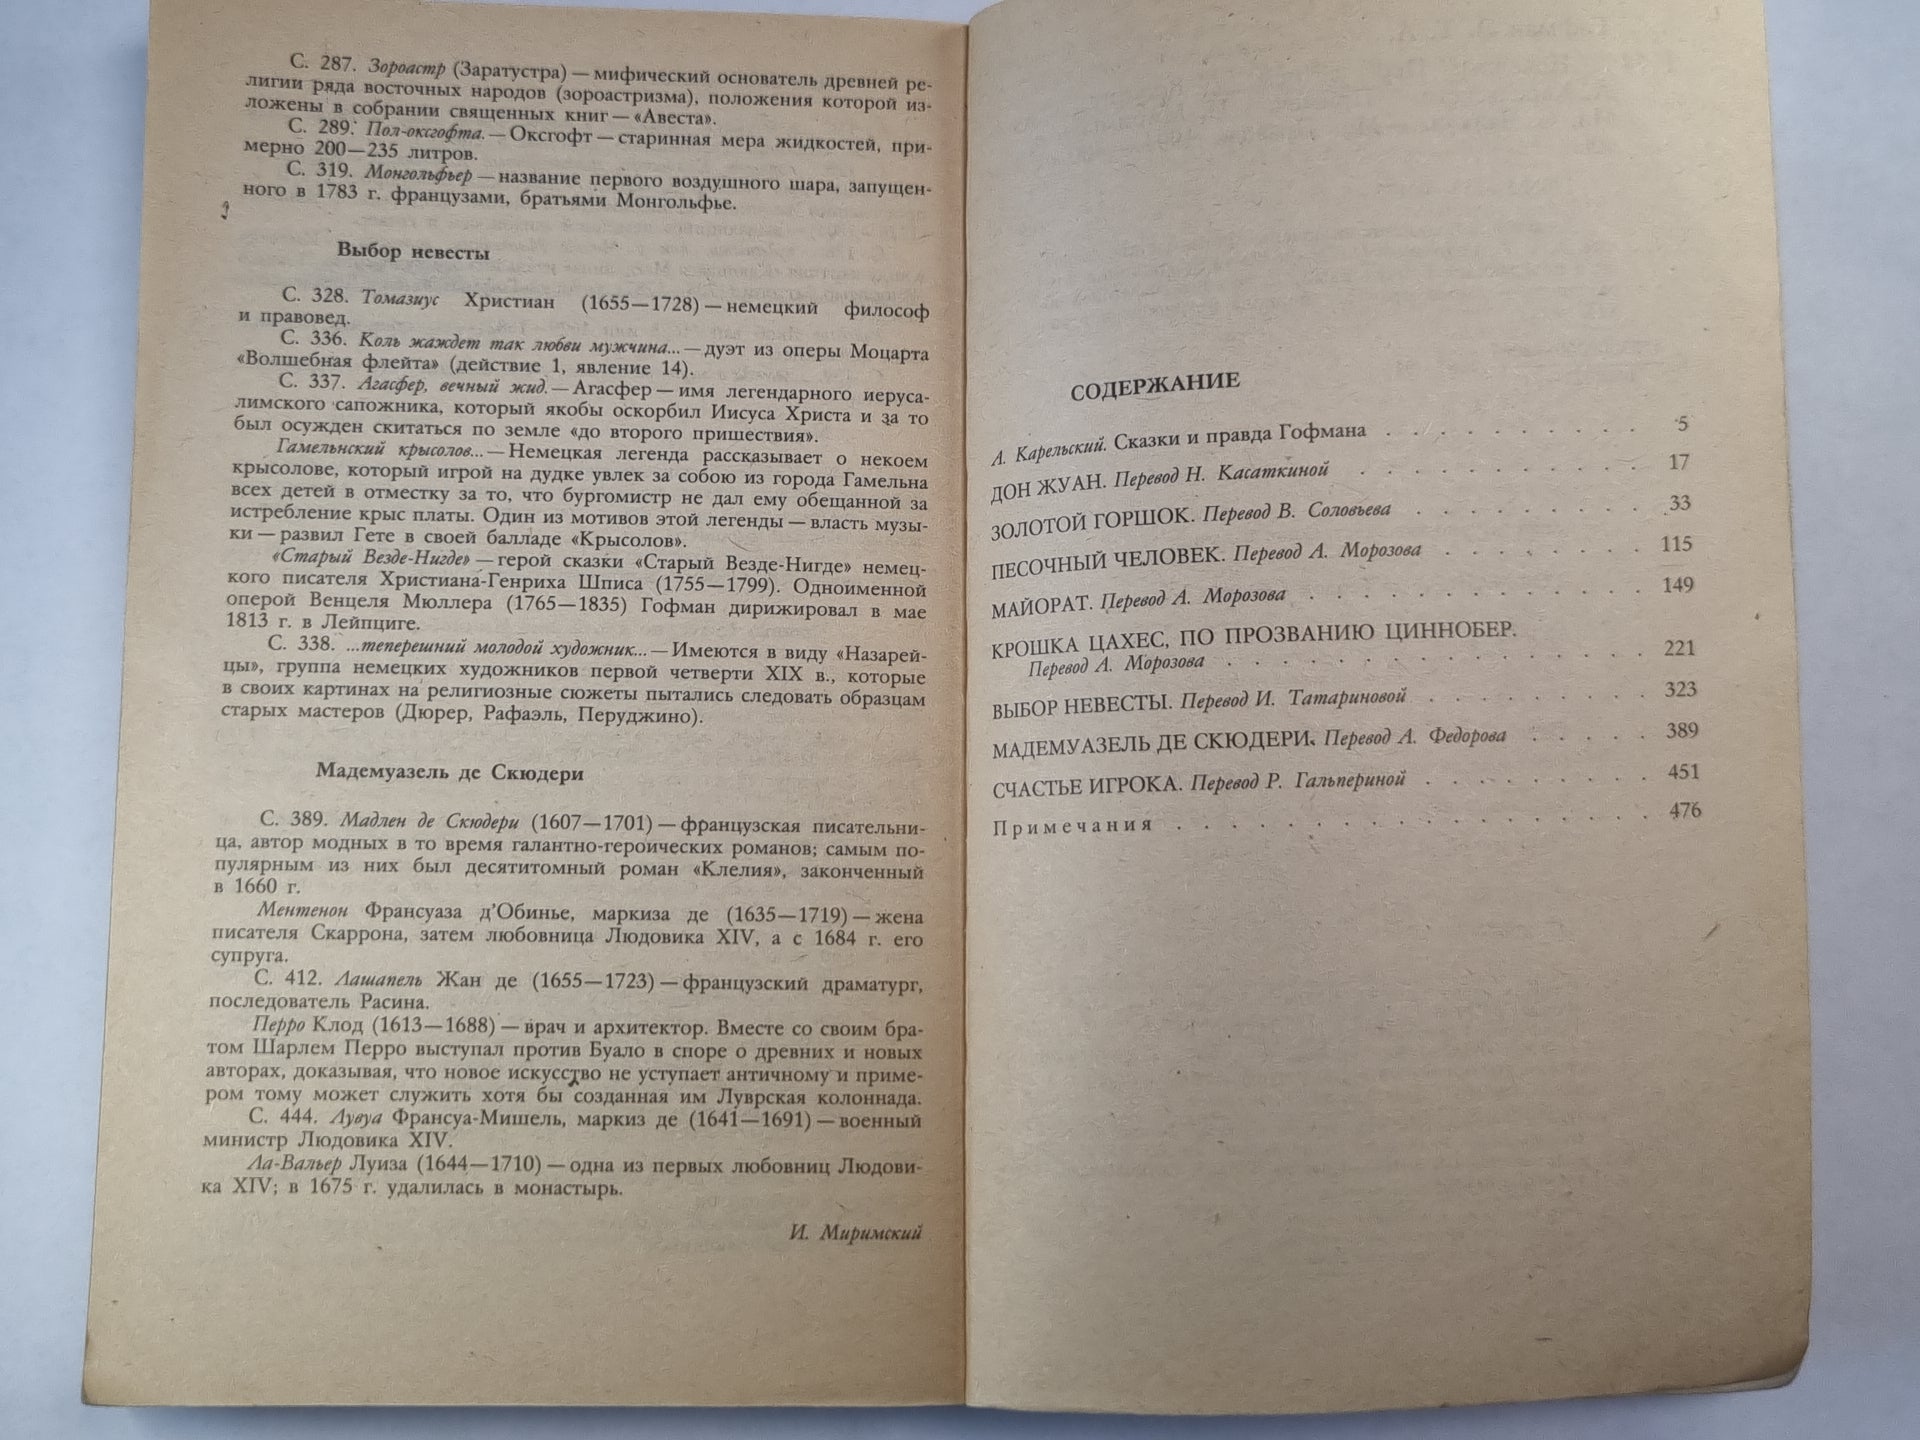 С. 287. Зороастр (Заратустра) — мифический основатель древней ре-
лигии ряда восточных народов (зороастризма), положения которой из-
ложены в собрании священных книг — «Авеста».
С. 289. Пол-оксгофта. — Оксгофт — старинная мера жидкостей, при-
мерно 200—235 литров.
С. 319. Монгольфьер — название первого воздушного шара, запущен-
ного в 1783 г. французами, братьями Монгольфье.
Выбор невесты
С. 328. Томазиус Христиан (1655—1728) — немецкий философ
и правовед.
С. 336. Коль жаждет так любви мужчина... — дуэт из оперы Моцарта
«Волшебная флейта» (действие 1, явление 14).
С. 337. Агасфер, вечный жид. — Агасфер — имя легендарного иеруса-
лимского сапожника, который якобы оскорбил Иисуса Христа и за то
был осужден скитаться по земле «до второго пришествия».
Гамельнский крысолов... — Немецкая легенда рассказывает о некоем
крысолове, который игрой на дудке увлек за собою из города Гамельна
всех детей в отместку за то, что бургомистр не дал ему обещанной за
истребление крыс платы. Один из мотивов этой легенды — власть музы-
ки — развил Гете в своей балладе «Крысолов».
«Старый Везде-Нигде» — герой сказки «Старый Везде-Нигде» немец-
кого писателя Христиана-Генриха Шписа (1755—1799). Одноименной
оперой Венцеля Мюллера (1765—1835) Гофман дирижировал в мае
1813 г. в Лейпциге.
С. 338. ...теперешний молодой художник... — Имеются в виду «Назарей-
цы», группа немецких художников первой четверти XIX в., которые
в своих картинах на религиозные сюжеты пытались следовать образцам
старых мастеров (Дюрер, Рафаэль, Перуджино).
Мадемуазель де Скюдери
С. 389. Мадлен де Скюдери (1607—1701) — французская писательни-
ца, автор модных в то время галантно-героических романов; самым по-
пулярным из них был десятитомный роман «Клелия», законченный
в 1660 г.
Ментенон Франсуаза д’Обинье, маркиза де (1635—1719) — жена
писателя Скаррона, затем любовница Людовика XIV, а с 1684 г. его
супруга.
С. 412. Лашапель Жан де (1655—1723) — французский драматург,
последователь Расина.
Перро Клод (1613—1688) — врач и архитектор. Вместе со своим бра-
том Шарлем Перро выступал против Буало в споре о древних и новых
авторах, доказывая, что новое искусство не уступает античному и приме-
ром тому может служить хотя бы созданная им Луврская колоннада.
С. 444. Лувуа Франсуа-Мишель, маркиз де (1641—1691) — военный
министр Людовика XIV.
Ла-Вальер Луиза (1644—1710) — одна из первых любовниц Людови-
ка XIV; в 1675 г. удалилась в монастырь.
И. Миримский
СОДЕРЖАНИЕ
А. Карельский. Сказки и правда Гофмана . . . . . . . . . . 5
ДОН ЖУАН. Перевод Н. Касаткиной . . . . . . . . . . 17
ЗОЛОТОЙ ГОРШОК. Перевод В. Соловьева . . . . . . . . . 33
ПЕСОЧНЫЙ ЧЕЛОВЕК. Перевод А. Морозова . . . . . . . . 115
МАЙОРАТ. Перевод А. Морозова . . . . . . . . . . . . 149
КРОШКА ЦАХЕС, ПО ПРОЗВАНИЮ ЦИННОБЕР.
Перевод А. Морозова . . . . . . . . . . . . . . . 221
ВЫБОР НЕВЕСТЫ. Перевод И. Татариновой . . . . . . . . 323
МАДЕМУАЗЕЛЬ ДЕ СКЮДЕРИ. Перевод А. Федорова . . . . . 389
СЧАСТЬЕ ИГРОКА. Перевод Р. Гальпериной . . . . . . . . 451
Примечания . . . . . . . . . . . . . . . . . 476